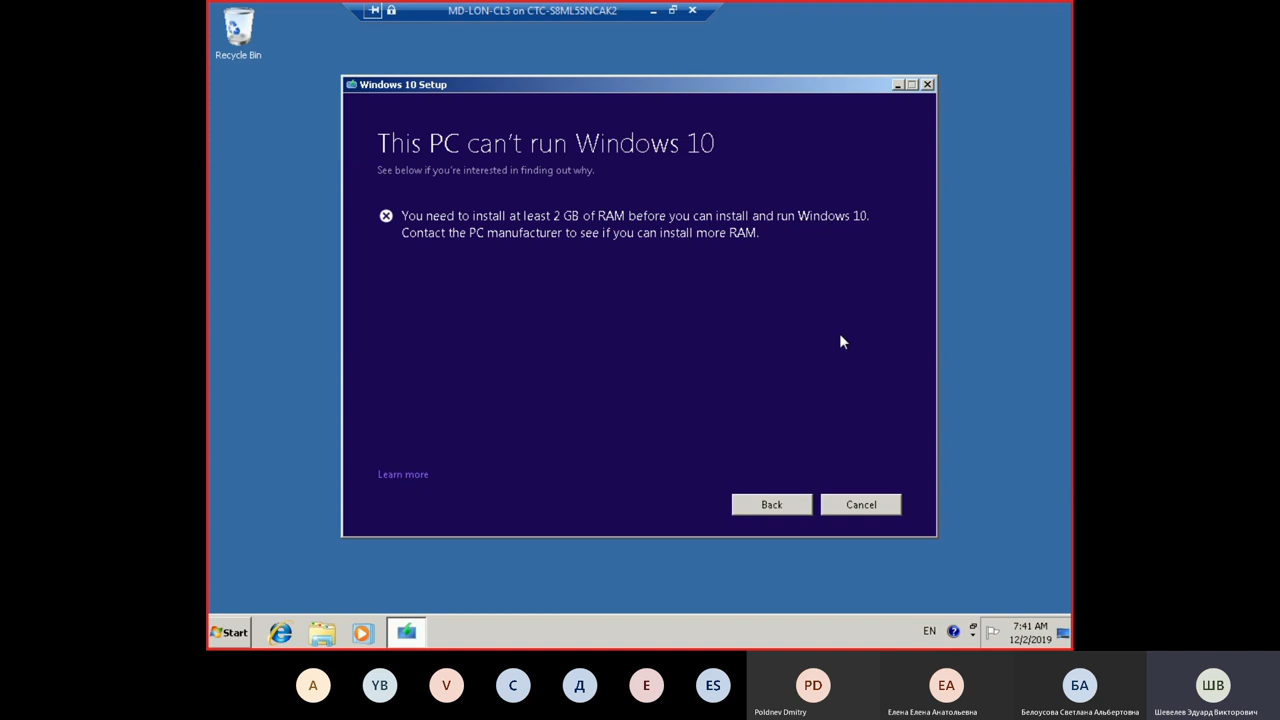 MD-LON-CL3 on CTC-S8ML5SNCAK2
Recycle Bin
Windows 10 Setup
This PC can't run Windows 10
See below if you're interested in finding out why.
You need to install at least 2 GB of RAM before you can install and run Windows 10.
Contact the PC manufacturer to see if you can install more RAM.
Learn more
Back
Cancel
Start
EN
7:41 AM
12/2/2019
A
YB
V
С
Д
E
ES
PD
EA
БА
ШВ
Poldnev Dmitry
Елена Елена Анатольевна
Белоусова Светлана Альбертовна
Шевелев Эдуард Викторович